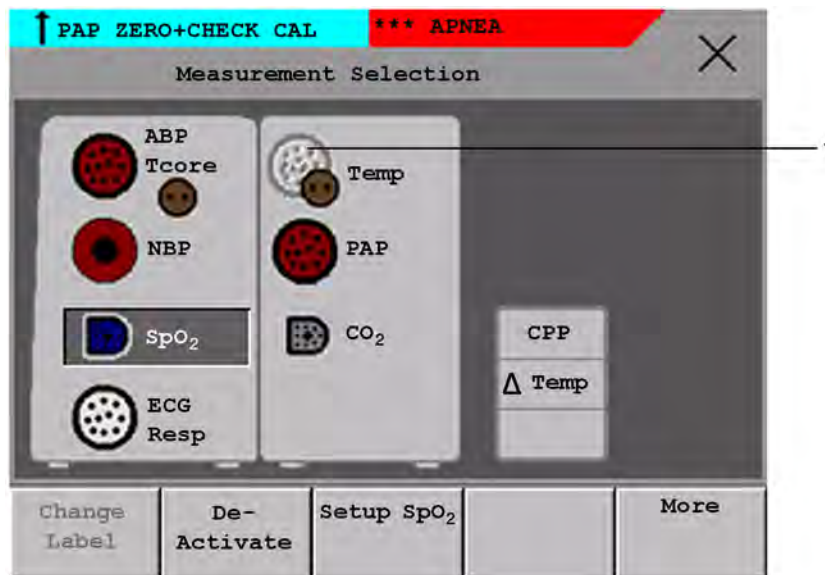 PAP ZERO+CHECK CAL
*** APNEA
Measurement Selection
ABP
Tcore
NBP
SpO₂
ECG
Resp
Temp
PAP
CO₂
CPP
Δ Temp
Change
Label
De-
Activate
Setup SpO₂
More